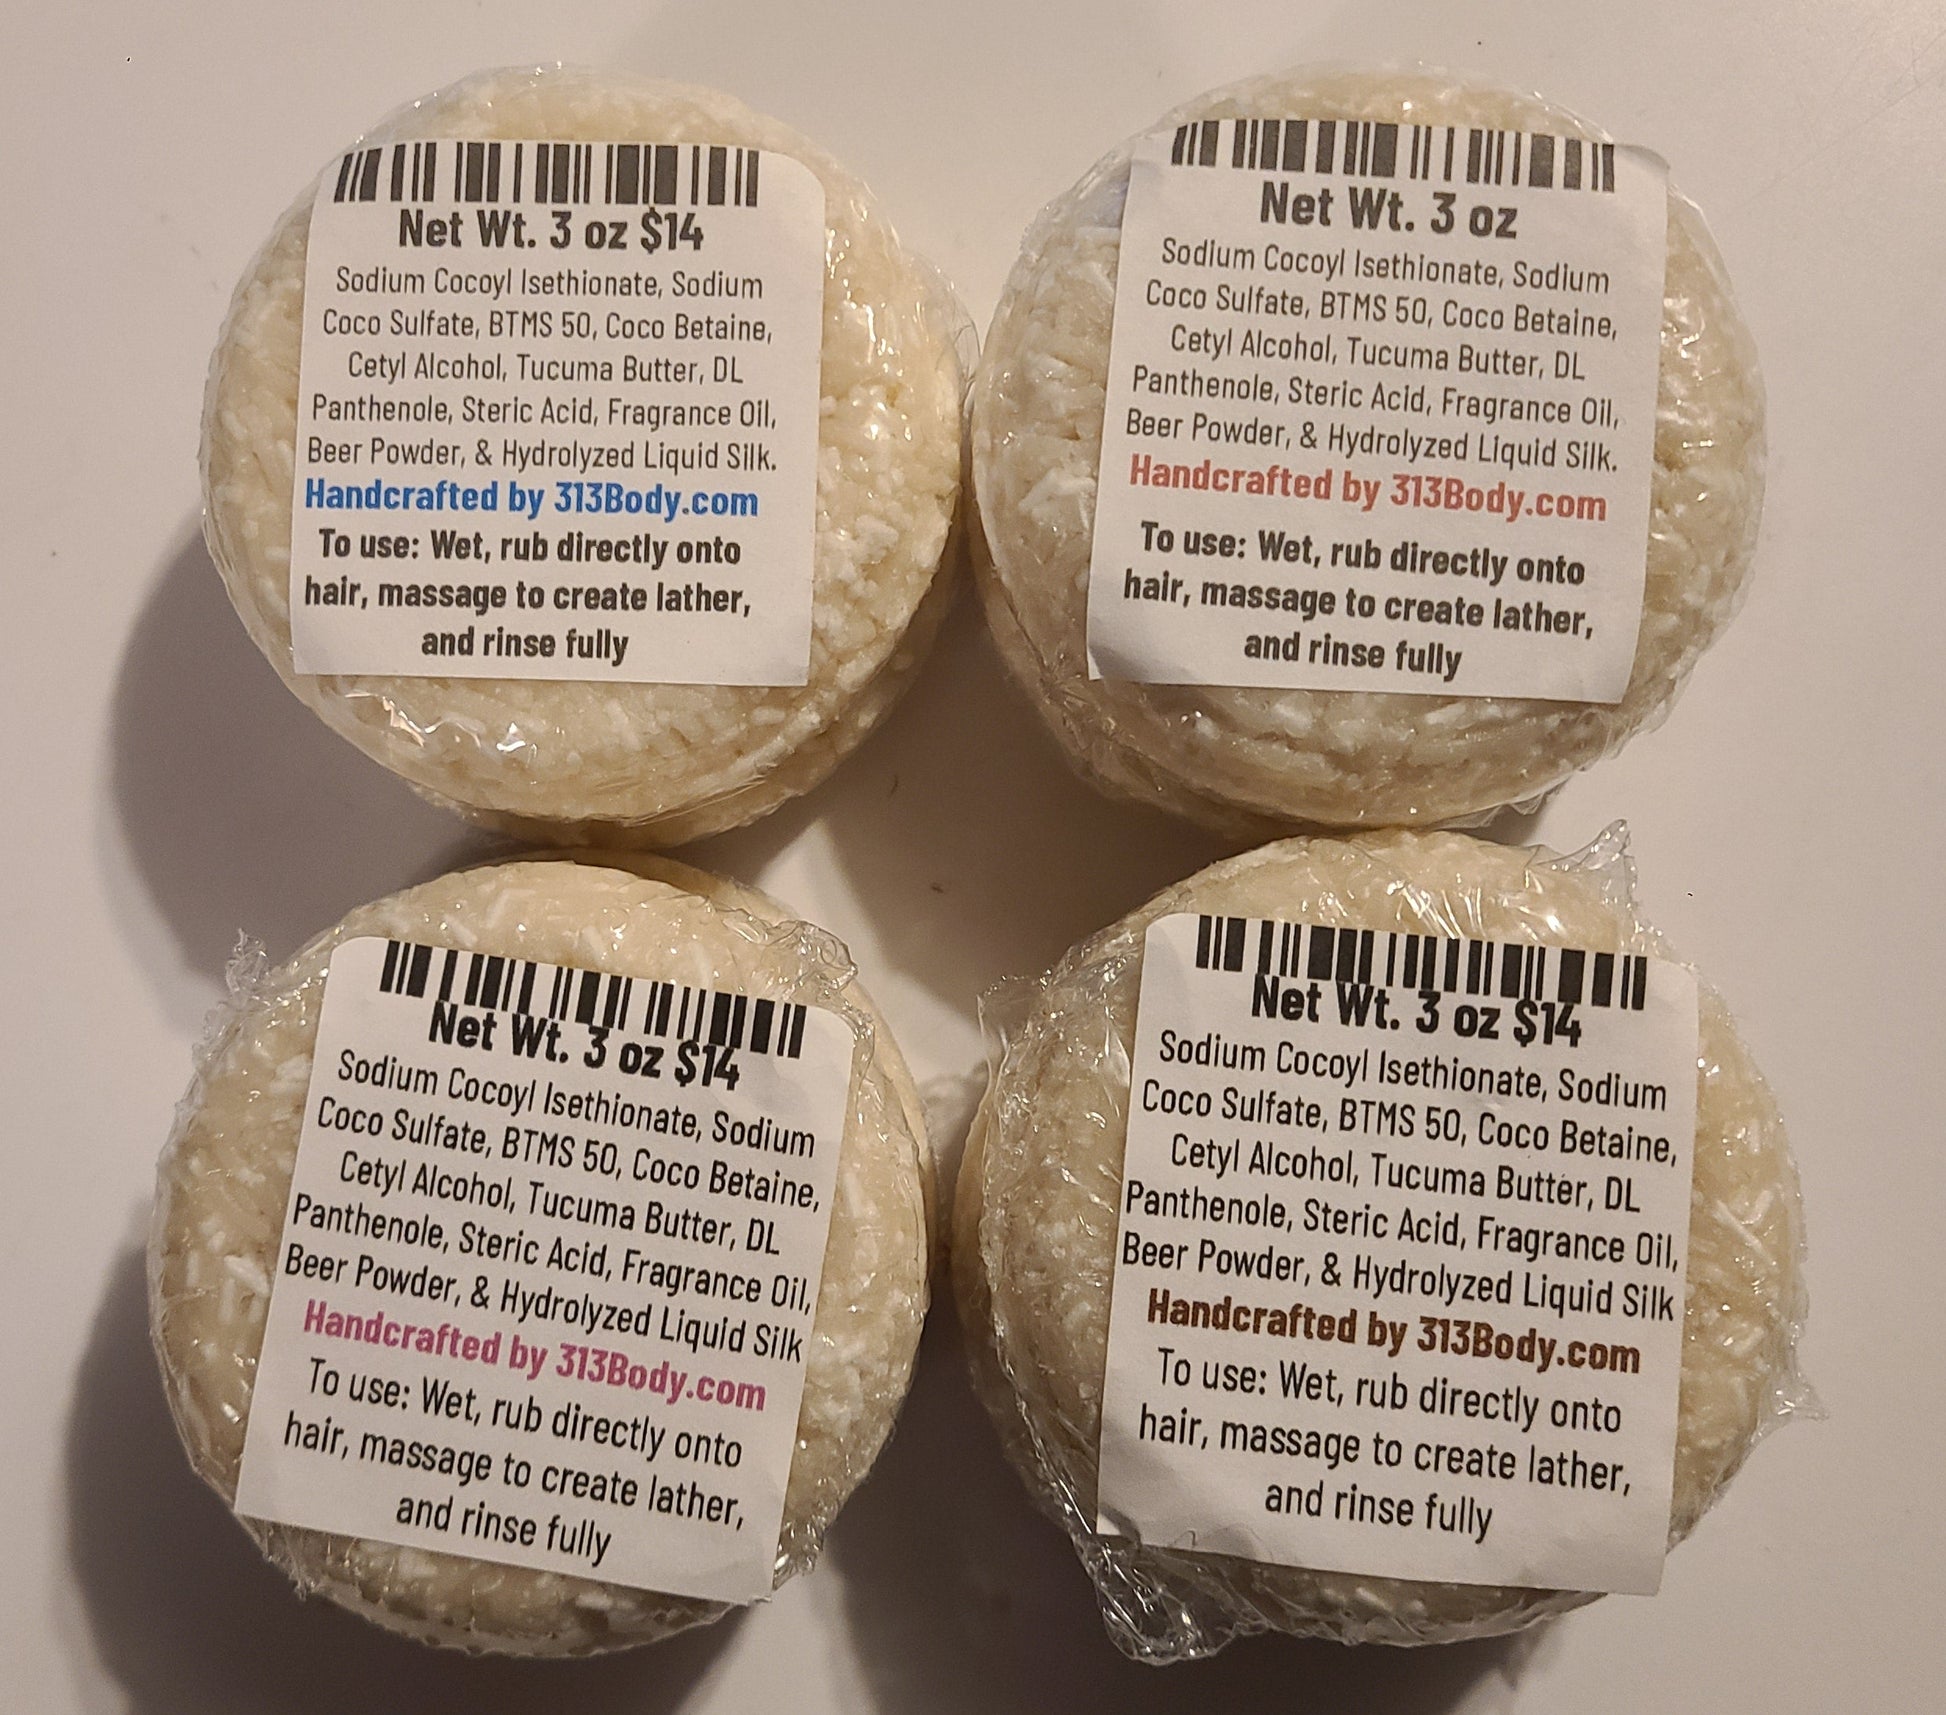 Net Wt. 3 oz $14
Sodium Cocoyl Isethionate, Sodium
Coco Sulfate, BTMS 50, Coco Betaine,
Cetyl Alcohol, Tucuma Butter, DL
Panthenole, Steric Acid, Fragrance Oil,
Beer Powder, & Hydrolyzed Liquid Silk.
Handcrafted by 313Body.com
To use: Wet, rub directly onto
hair, massage to create lather,
and rinse fully
Net Wt. 3 oz
Sodium Cocoyl Isethionate, Sodium
Coco Sulfate, BTMS 50, Coco Betaine,
Cetyl Alcohol, Tucuma Butter, DL
Panthenole, Steric Acid, Fragrance Oil,
Beer Powder, & Hydrolyzed Liquid Silk.
Handcrafted by 313Body.com
To use: Wet, rub directly onto
hair, massage to create lather,
and rinse fully
Net Wt. 3 oz $14
Sodium Cocoyl Isethionate, Sodium
Coco Sulfate, BTMS 50, Coco Betaine,
Cetyl Alcohol, Tucuma Butter, DL
Panthenole, Steric Acid, Fragrance Oil,
Beer Powder, & Hydrolyzed Liquid Silk
Handcrafted by 313Body.com
To use: Wet, rub directly onto
hair, massage to create lather,
and rinse fully
Net Wt. 3 oz $14
Sodium Cocoyl Isethionate, Sodium
Coco Sulfate, BTMS 50, Coco Betaine,
Cetyl Alcohol, Tucuma Butter, DL
Panthenole, Steric Acid, Fragrance Oil,
Beer Powder, & Hydrolyzed Liquid Silk
Handcrafted by 313Body.com
To use: Wet, rub directly onto
hair, massage to create lather,
and rinse fully